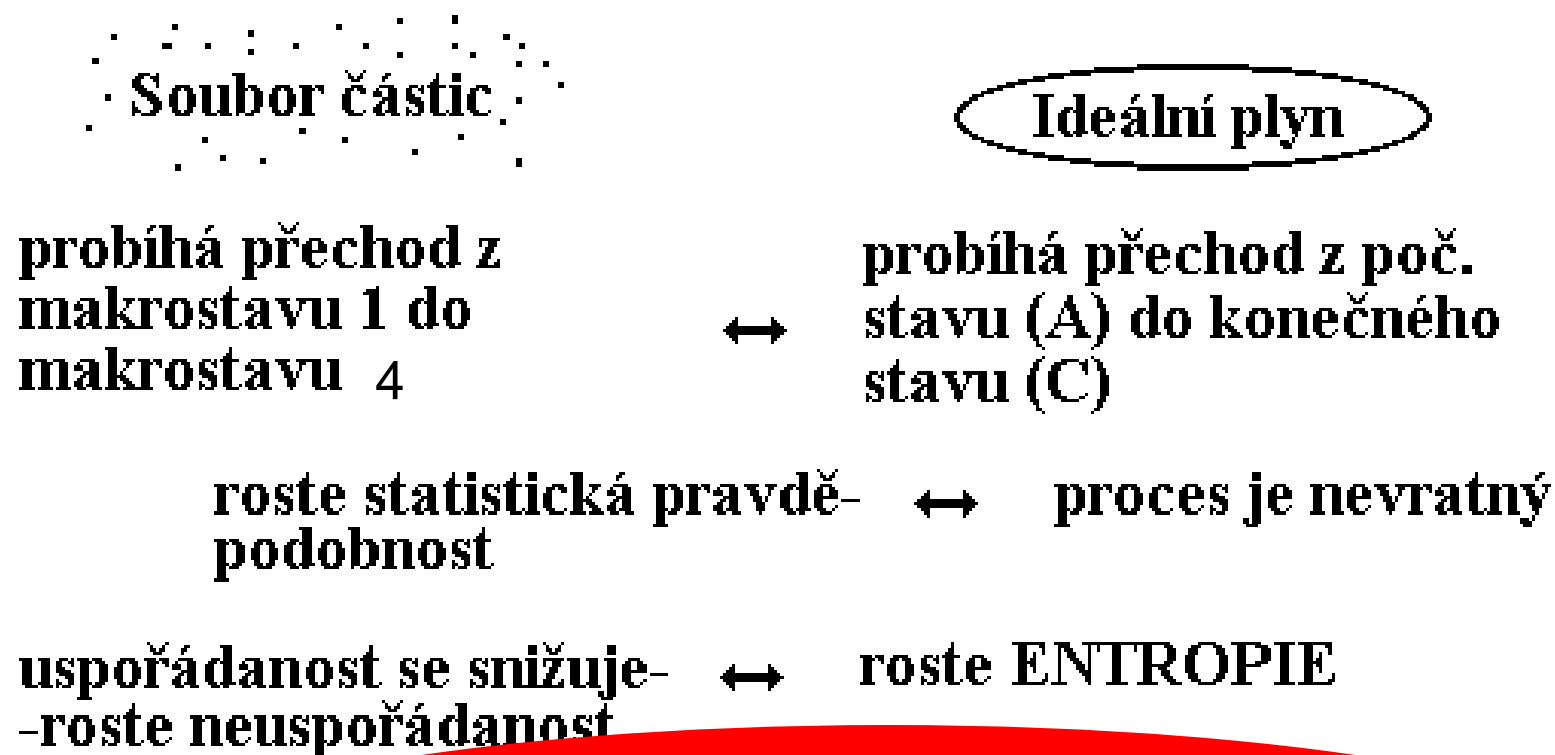 Soubor částic
Ideální plyn
probíhá přechod z
makrostavu 1 do
makrostavu 4
probíhá přechod z poč.
stavu (A) do konečného
stavu (C)
roste statistická pravdě-
podobnost
proces je nevratný
uspořádanost se snižuje-
-roste neuspořádanost
roste ENTROPIE